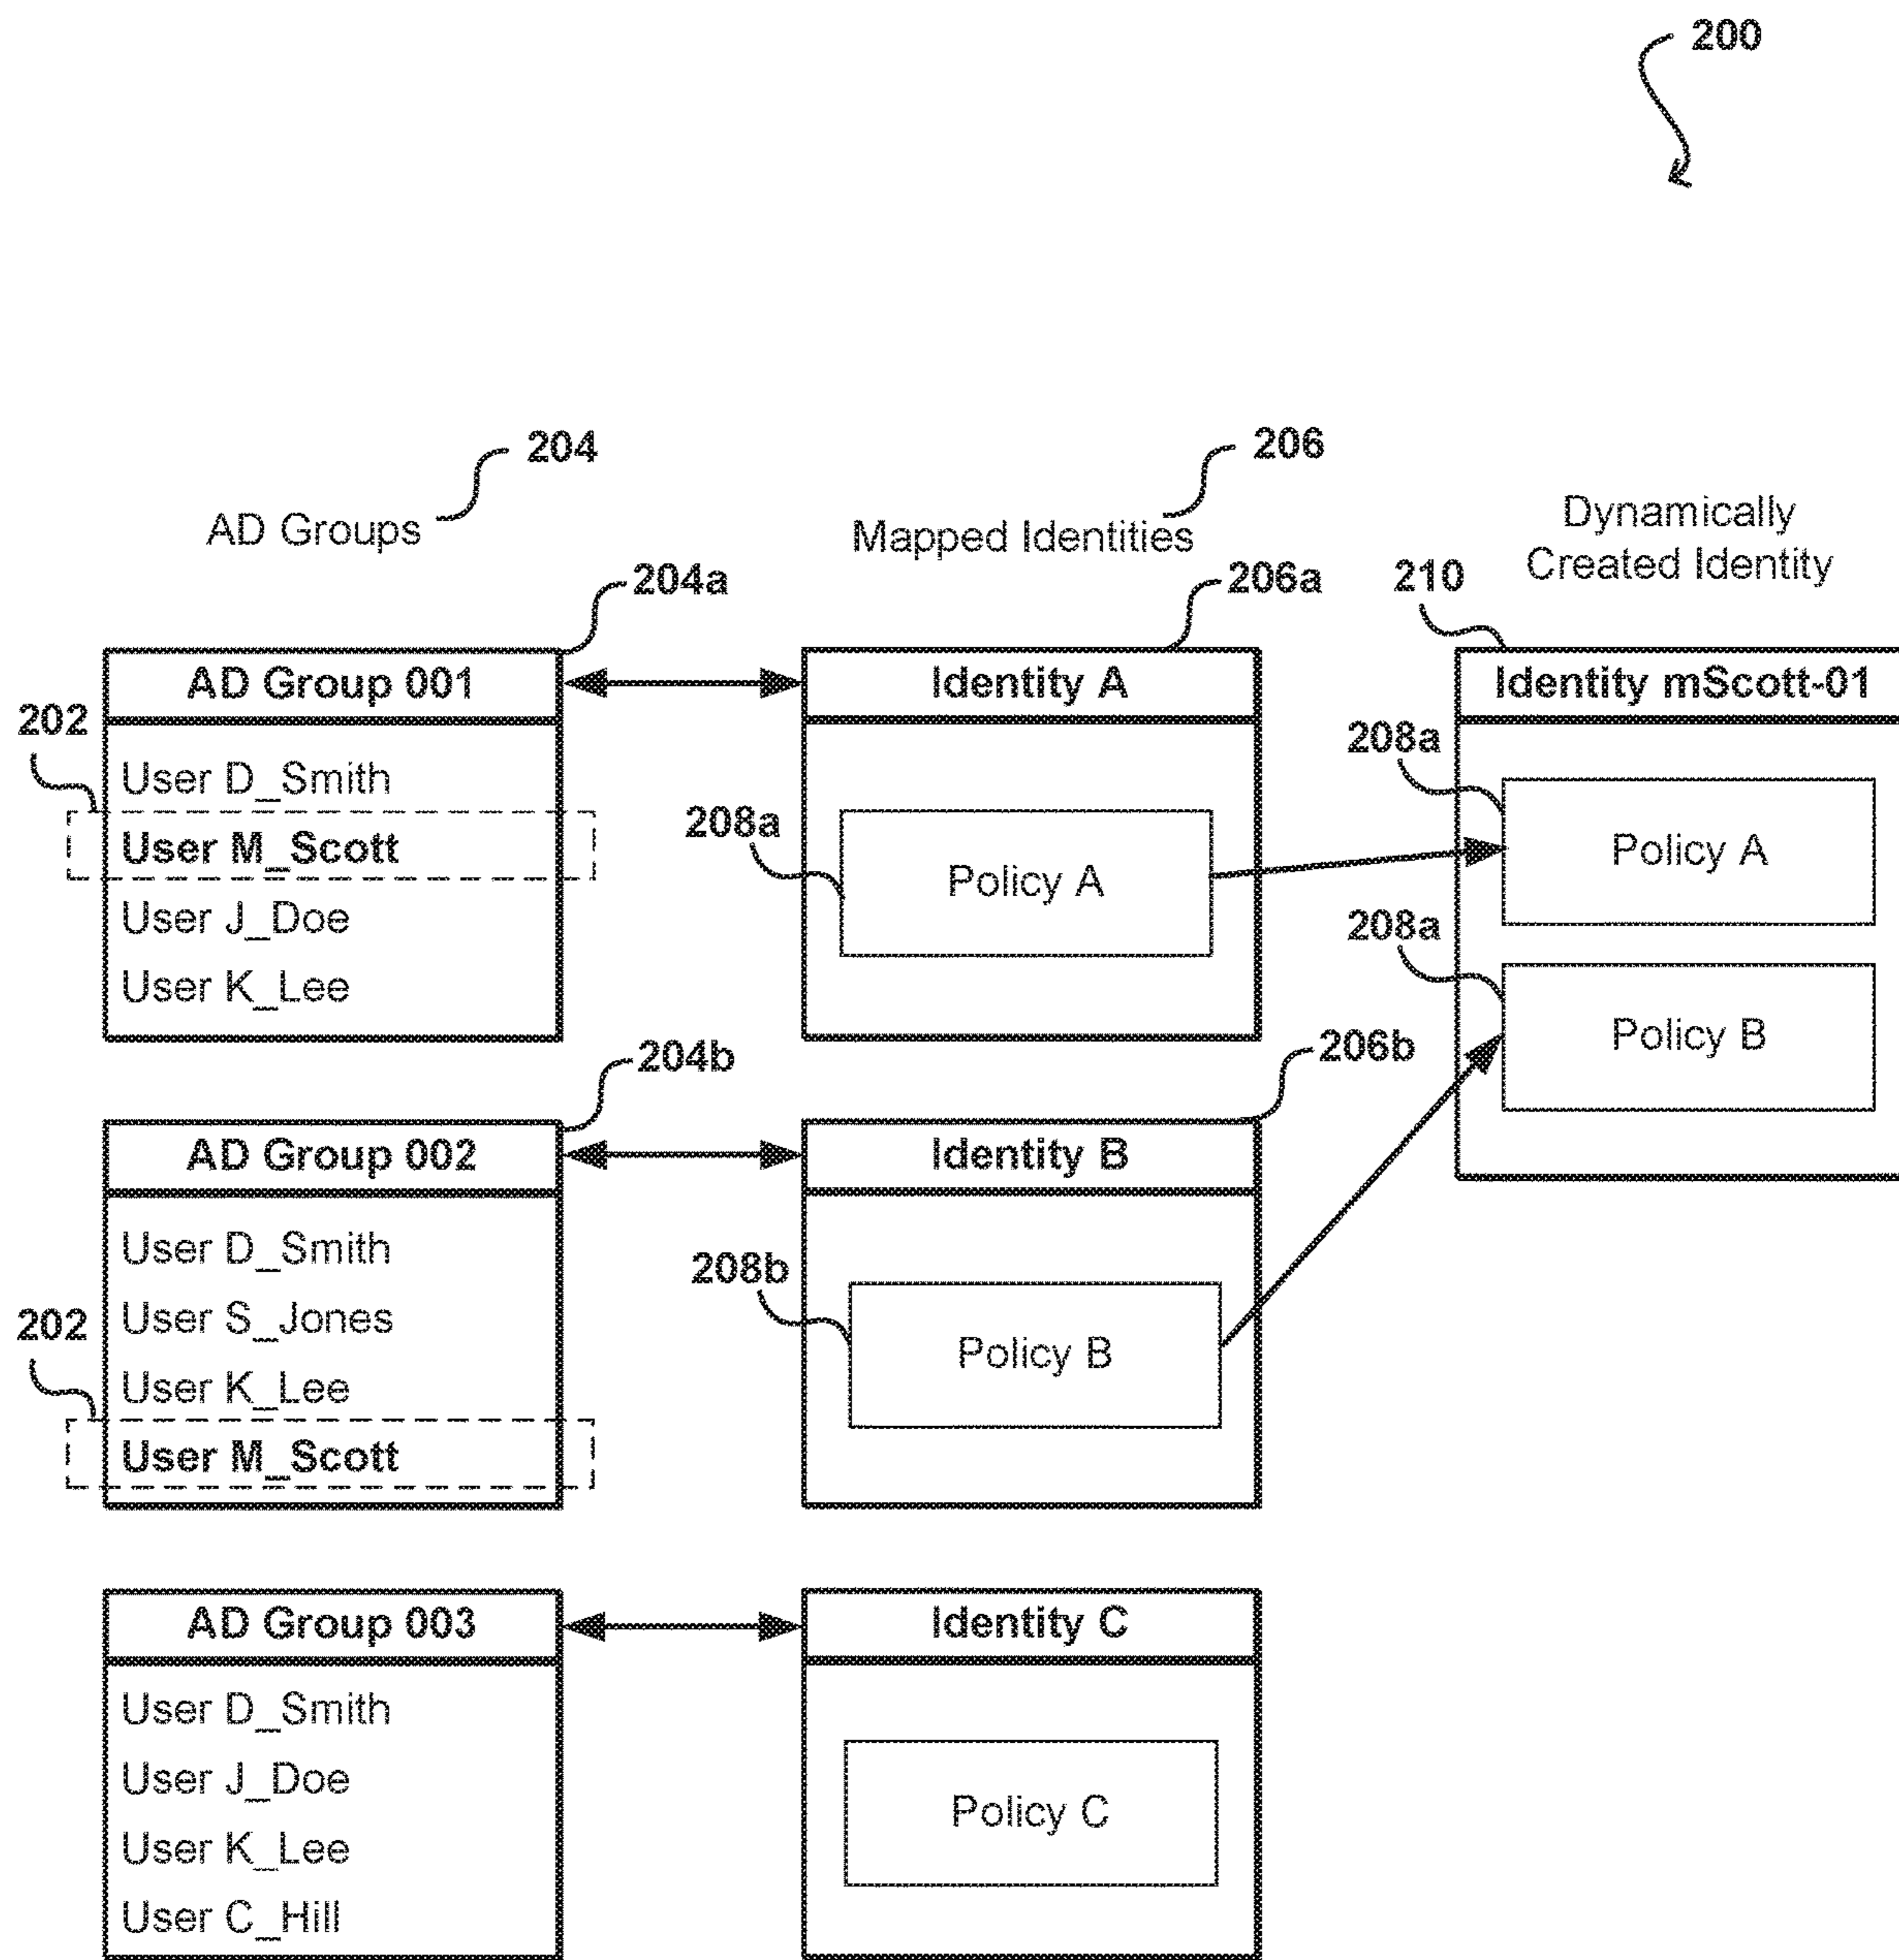 200
204
206
AD Groups
Mapped Identities
Dynamically
Created Identity
204a
206a
210
AD Group 001
Identity A
Identity mScott-01
202
User D_Smith
User M_Scott
User J_Doe
User K_Lee
208a
Policy A
208a
Policy A
208a
Policy B
204b
206b
AD Group 002
Identity B
User D_Smith
User S_Jones
User K_Lee
202
User M_Scott
208b
Policy B
AD Group 003
Identity C
User D_Smith
User J_Doe
User K_Lee
User C_Hill
Policy C